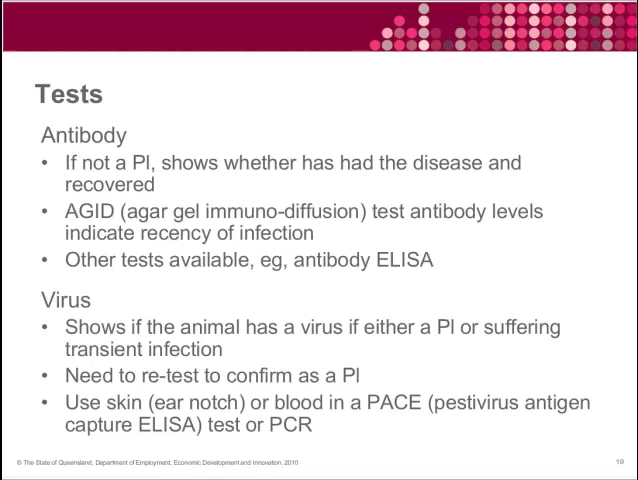 Tests
Antibody
• If not a PI, shows whether has had the disease and
recovered
• AGID (agar gel immuno-diffusion) test antibody levels
indicate recency of infection
• Other tests available, eg, antibody ELISA
Virus
• Shows if the animal has a virus if either a PI or suffering
transient infection
• Need to re-test to confirm as a PI
• Use skin (ear notch) or blood in a PACE (pestivirus antigen
capture ELISA) test or PCR
© The State of Queensland, Department of Employment, Economic Development and Innovation, 2010
19